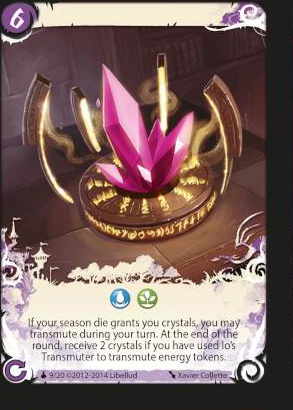 6
If your season die grants you crystals, you may
transmute during your turn. At the end of the
round, receive 2 crystals if you have used Io's
Transmuter to transmute energy tokens.
9/20 ©2012-2014 Libellud Xavier Collette